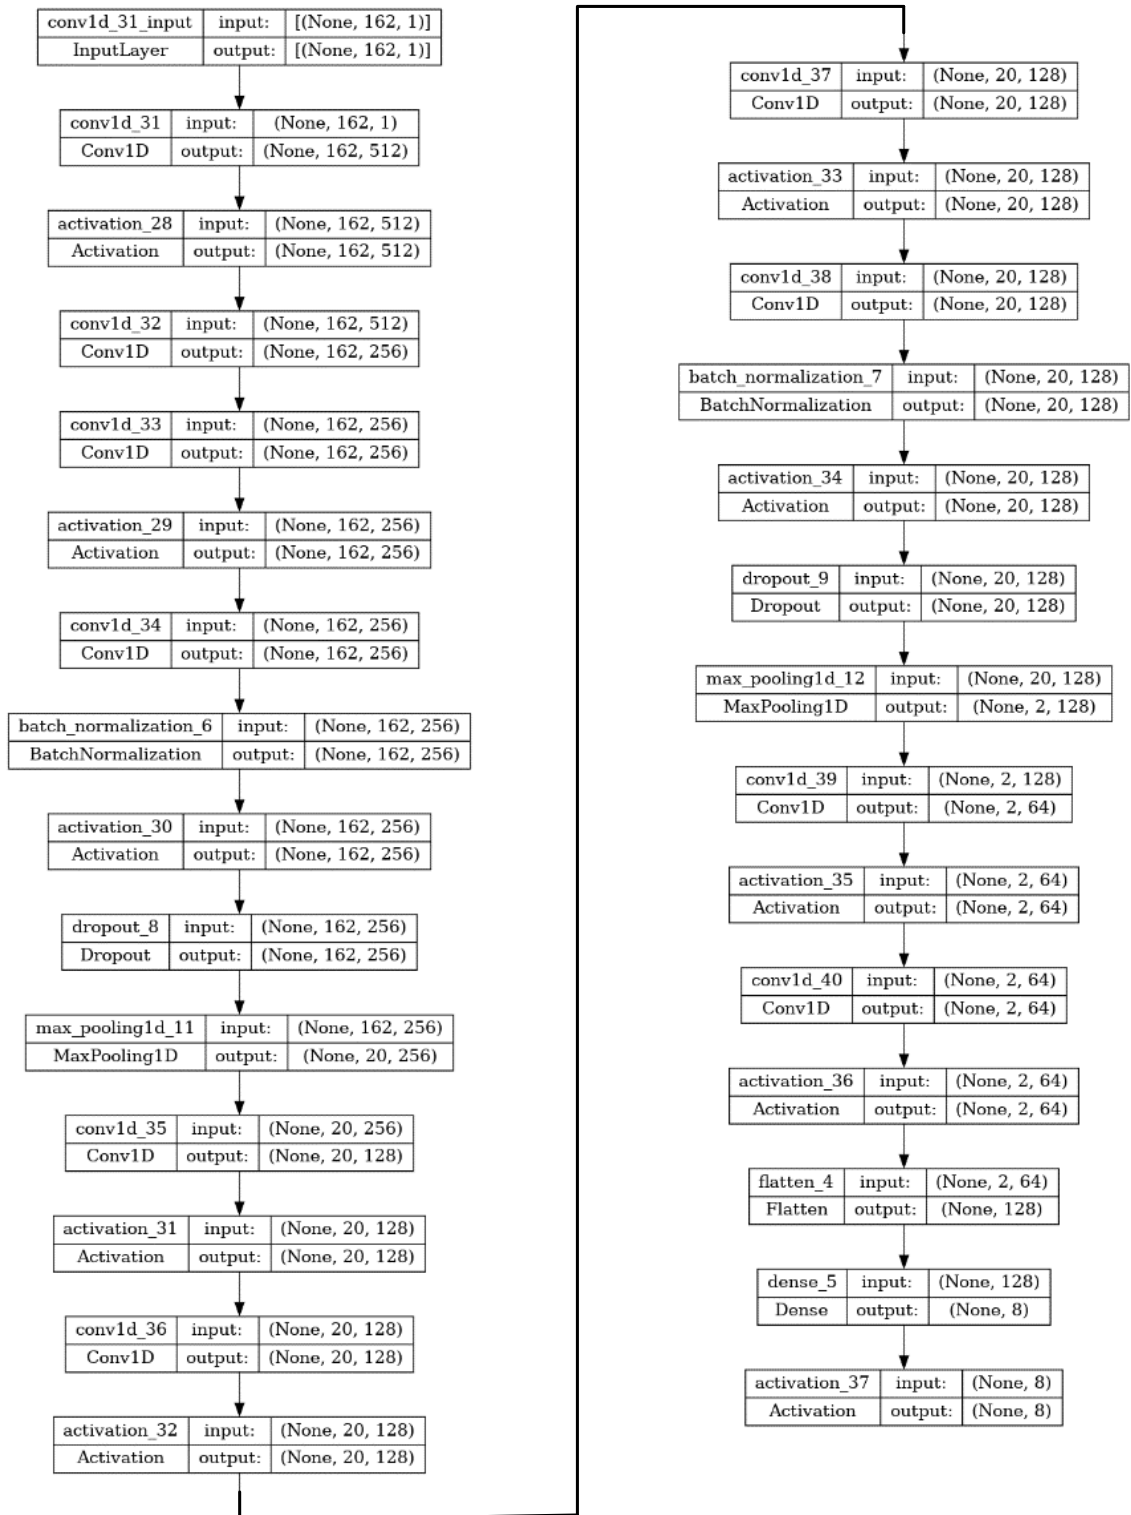 conv1d_31_input input: [(None, 162, 1)]
InputLayer output: [(None, 162, 1)]
conv1d_31 input: (None, 162, 1)
Conv1D output: (None, 162, 512)
activation_28 input: (None, 162, 512)
Activation output: (None, 162, 512)
conv1d_32 input: (None, 162, 512)
Conv1D output: (None, 162, 256)
conv1d_33 input: (None, 162, 256)
Conv1D output: (None, 162, 256)
activation_29 input: (None, 162, 256)
Activation output: (None, 162, 256)
conv1d_34 input: (None, 162, 256)
Conv1D output: (None, 162, 256)
batch_normalization_6 input: (None, 162, 256)
BatchNormalization output: (None, 162, 256)
activation_30 input: (None, 162, 256)
Activation output: (None, 162, 256)
dropout_8 input: (None, 162, 256)
Dropout output: (None, 162, 256)
max_pooling1d_11 input: (None, 162, 256)
MaxPooling1D output: (None, 20, 256)
conv1d_35 input: (None, 20, 256)
Conv1D output: (None, 20, 128)
activation_31 input: (None, 20, 128)
Activation output: (None, 20, 128)
conv1d_36 input: (None, 20, 128)
Conv1D output: (None, 20, 128)
activation_32 input: (None, 20, 128)
Activation output: (None, 20, 128)
conv1d_37 input: (None, 20, 128)
Conv1D output: (None, 20, 128)
activation_33 input: (None, 20, 128)
Activation output: (None, 20, 128)
conv1d_38 input: (None, 20, 128)
Conv1D output: (None, 20, 128)
batch_normalization_7 input: (None, 20, 128)
BatchNormalization output: (None, 20, 128)
activation_34 input: (None, 20, 128)
Activation output: (None, 20, 128)
dropout_9 input: (None, 20, 128)
Dropout output: (None, 20, 128)
max_pooling1d_12 input: (None, 20, 128)
MaxPooling1D output: (None, 2, 128)
conv1d_39 input: (None, 2, 128)
Conv1D output: (None, 2, 64)
activation_35 input: (None, 2, 64)
Activation output: (None, 2, 64)
conv1d_40 input: (None, 2, 64)
Conv1D output: (None, 2, 64)
activation_36 input: (None, 2, 64)
Activation output: (None, 2, 64)
flatten_4 input: (None, 2, 64)
Flatten output: (None, 128)
dense_5 input: (None, 128)
Dense output: (None, 8)
activation_37 input: (None, 8)
Activation output: (None, 8)